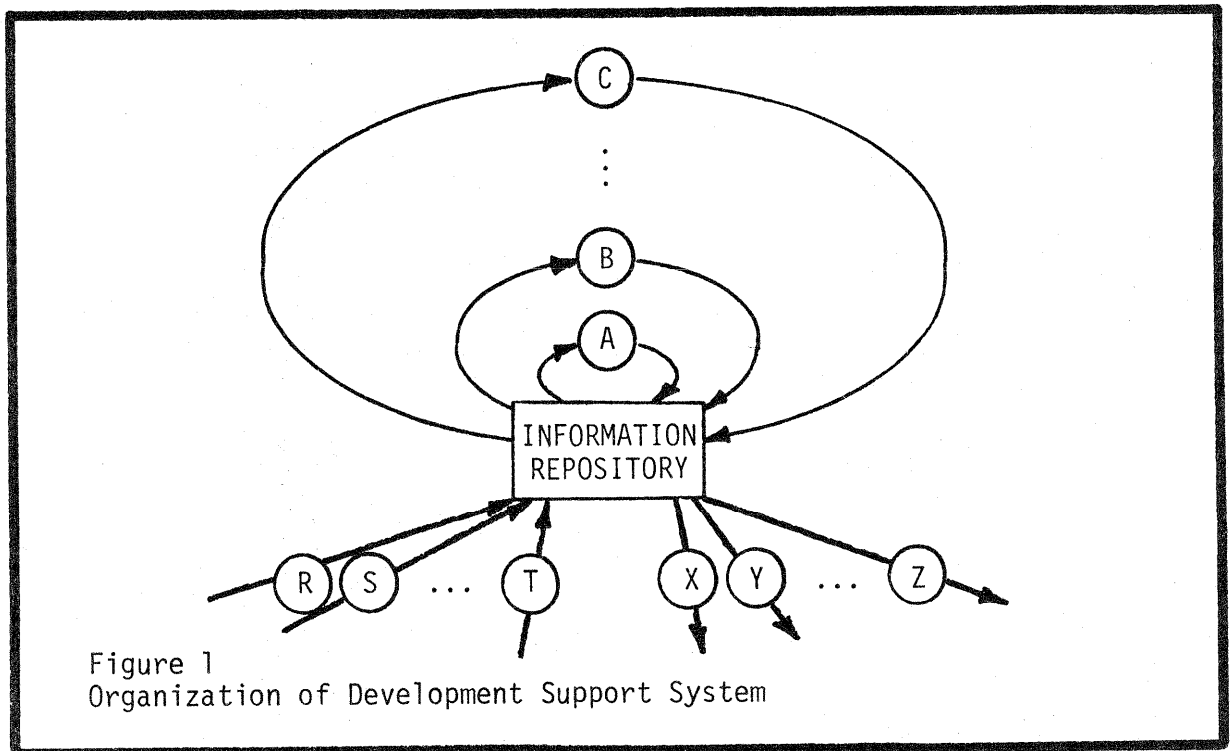 C
B
A
INFORMATION
REPOSITORY
R S ... T X Y ... Z
Figure 1
Organization of Development Support System